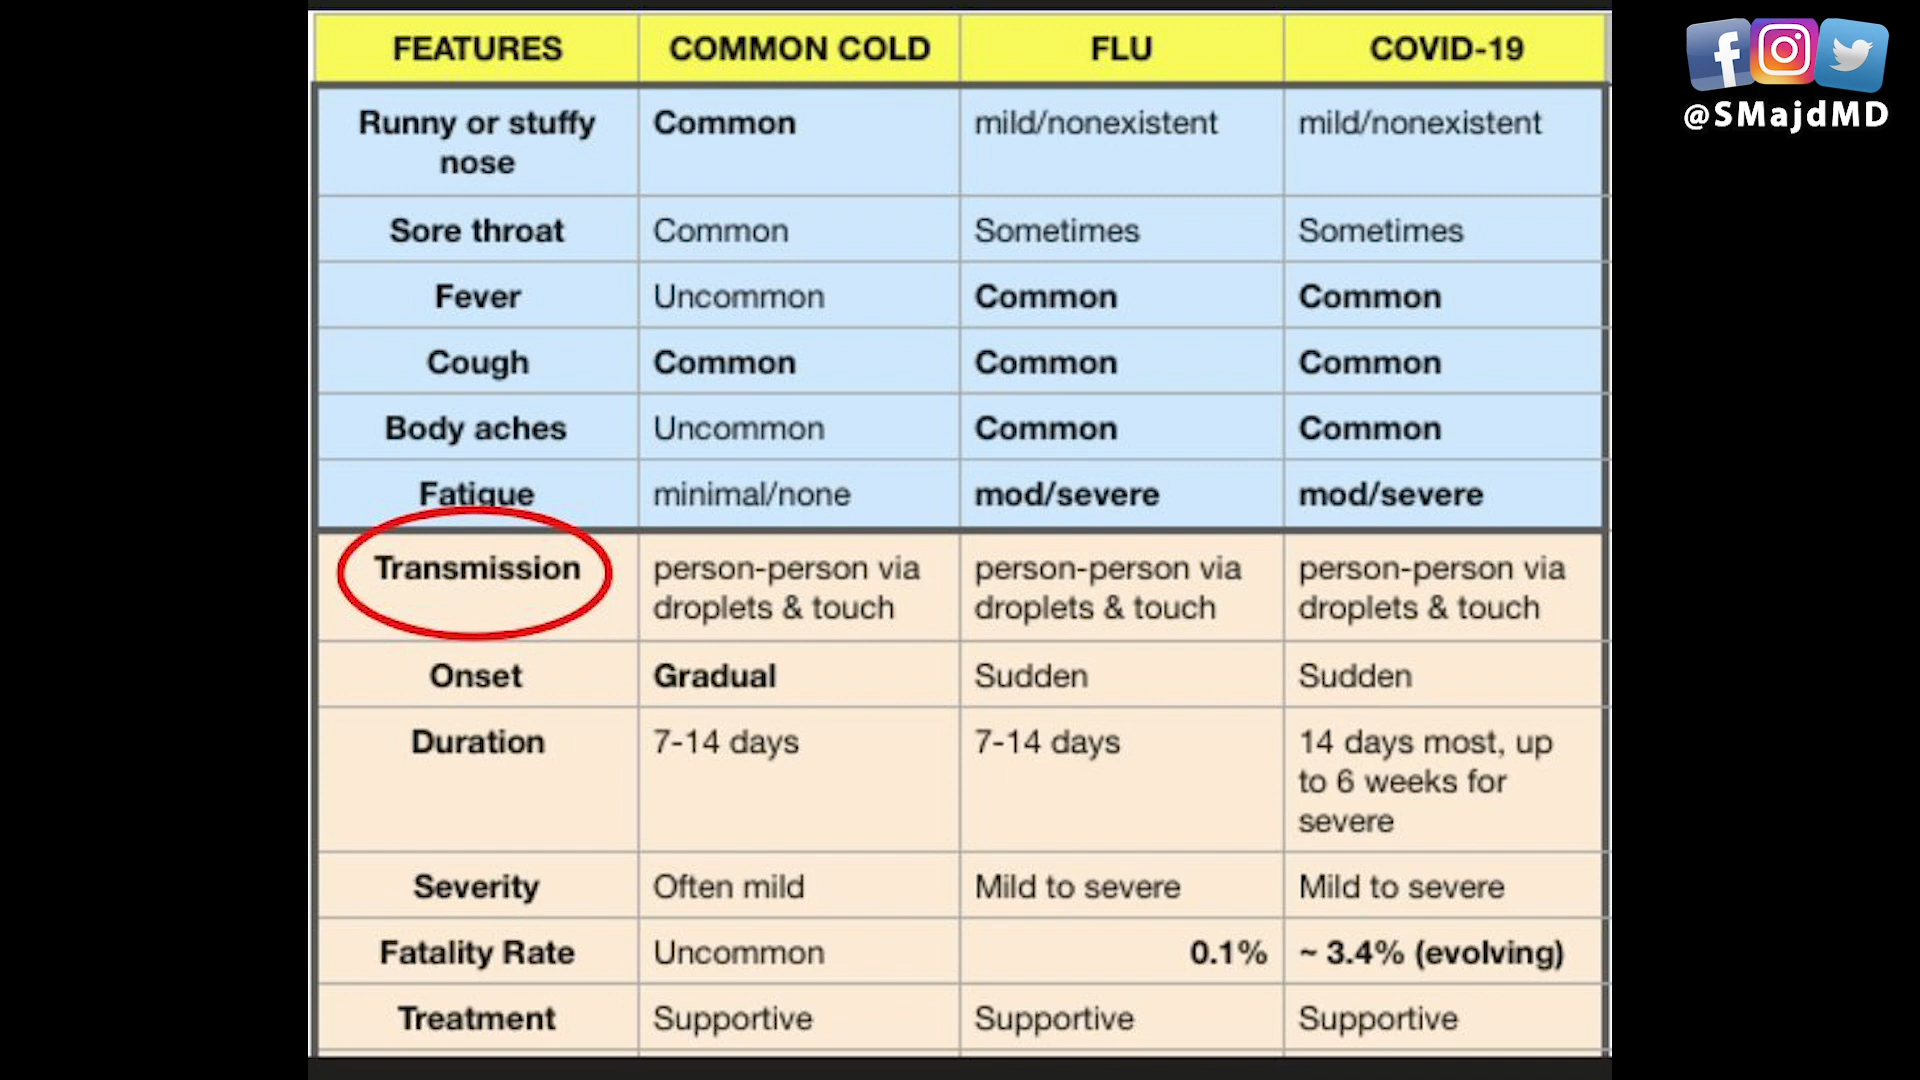 FEATURES COMMON COLD FLU COVID-19
Runny or stuffy nose Common mild/nonexistent mild/nonexistent
Sore throat Common Sometimes Sometimes
Fever Uncommon Common Common
Cough Common Common Common
Body aches Uncommon Common Common
Fatigue minimal/none mod/severe mod/severe
Transmission person-person via droplets & touch person-person via droplets & touch person-person via droplets & touch
Onset Gradual Sudden Sudden
Duration 7-14 days 7-14 days 14 days most, up to 6 weeks for severe
Severity Often mild Mild to severe Mild to severe
Fatality Rate Uncommon 0.1% ~ 3.4% (evolving)
Treatment Supportive Supportive Supportive
@SMajdMD